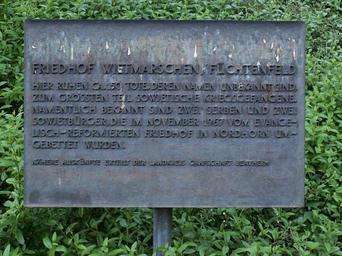 FRIEDHOF WIETMARSCHEN, FÜCHTENFELD
HIER RUHEN CA. 150 TOTE, DEREN NAMEN UNBEKANNT SIND.
ZUM GRÖSSTEN TEIL SOWJETISCHE KRIEGSGEFANGENE.
NAMENTLICH BEKANNT SIND ZWEI SERBEN UND ZWEI
SOWJETBÜRGER, DIE IM NOVEMBER 1967 VOM EVANGE-
LISCH-REFORMIERTEN FRIEDHOF IN NORDHORN UM-
GEBETTET WURDEN.
NÄHERE AUSKÜNFTE ERTEILT DER LANDKREIS GRAFSCHAFT BENTHEIM